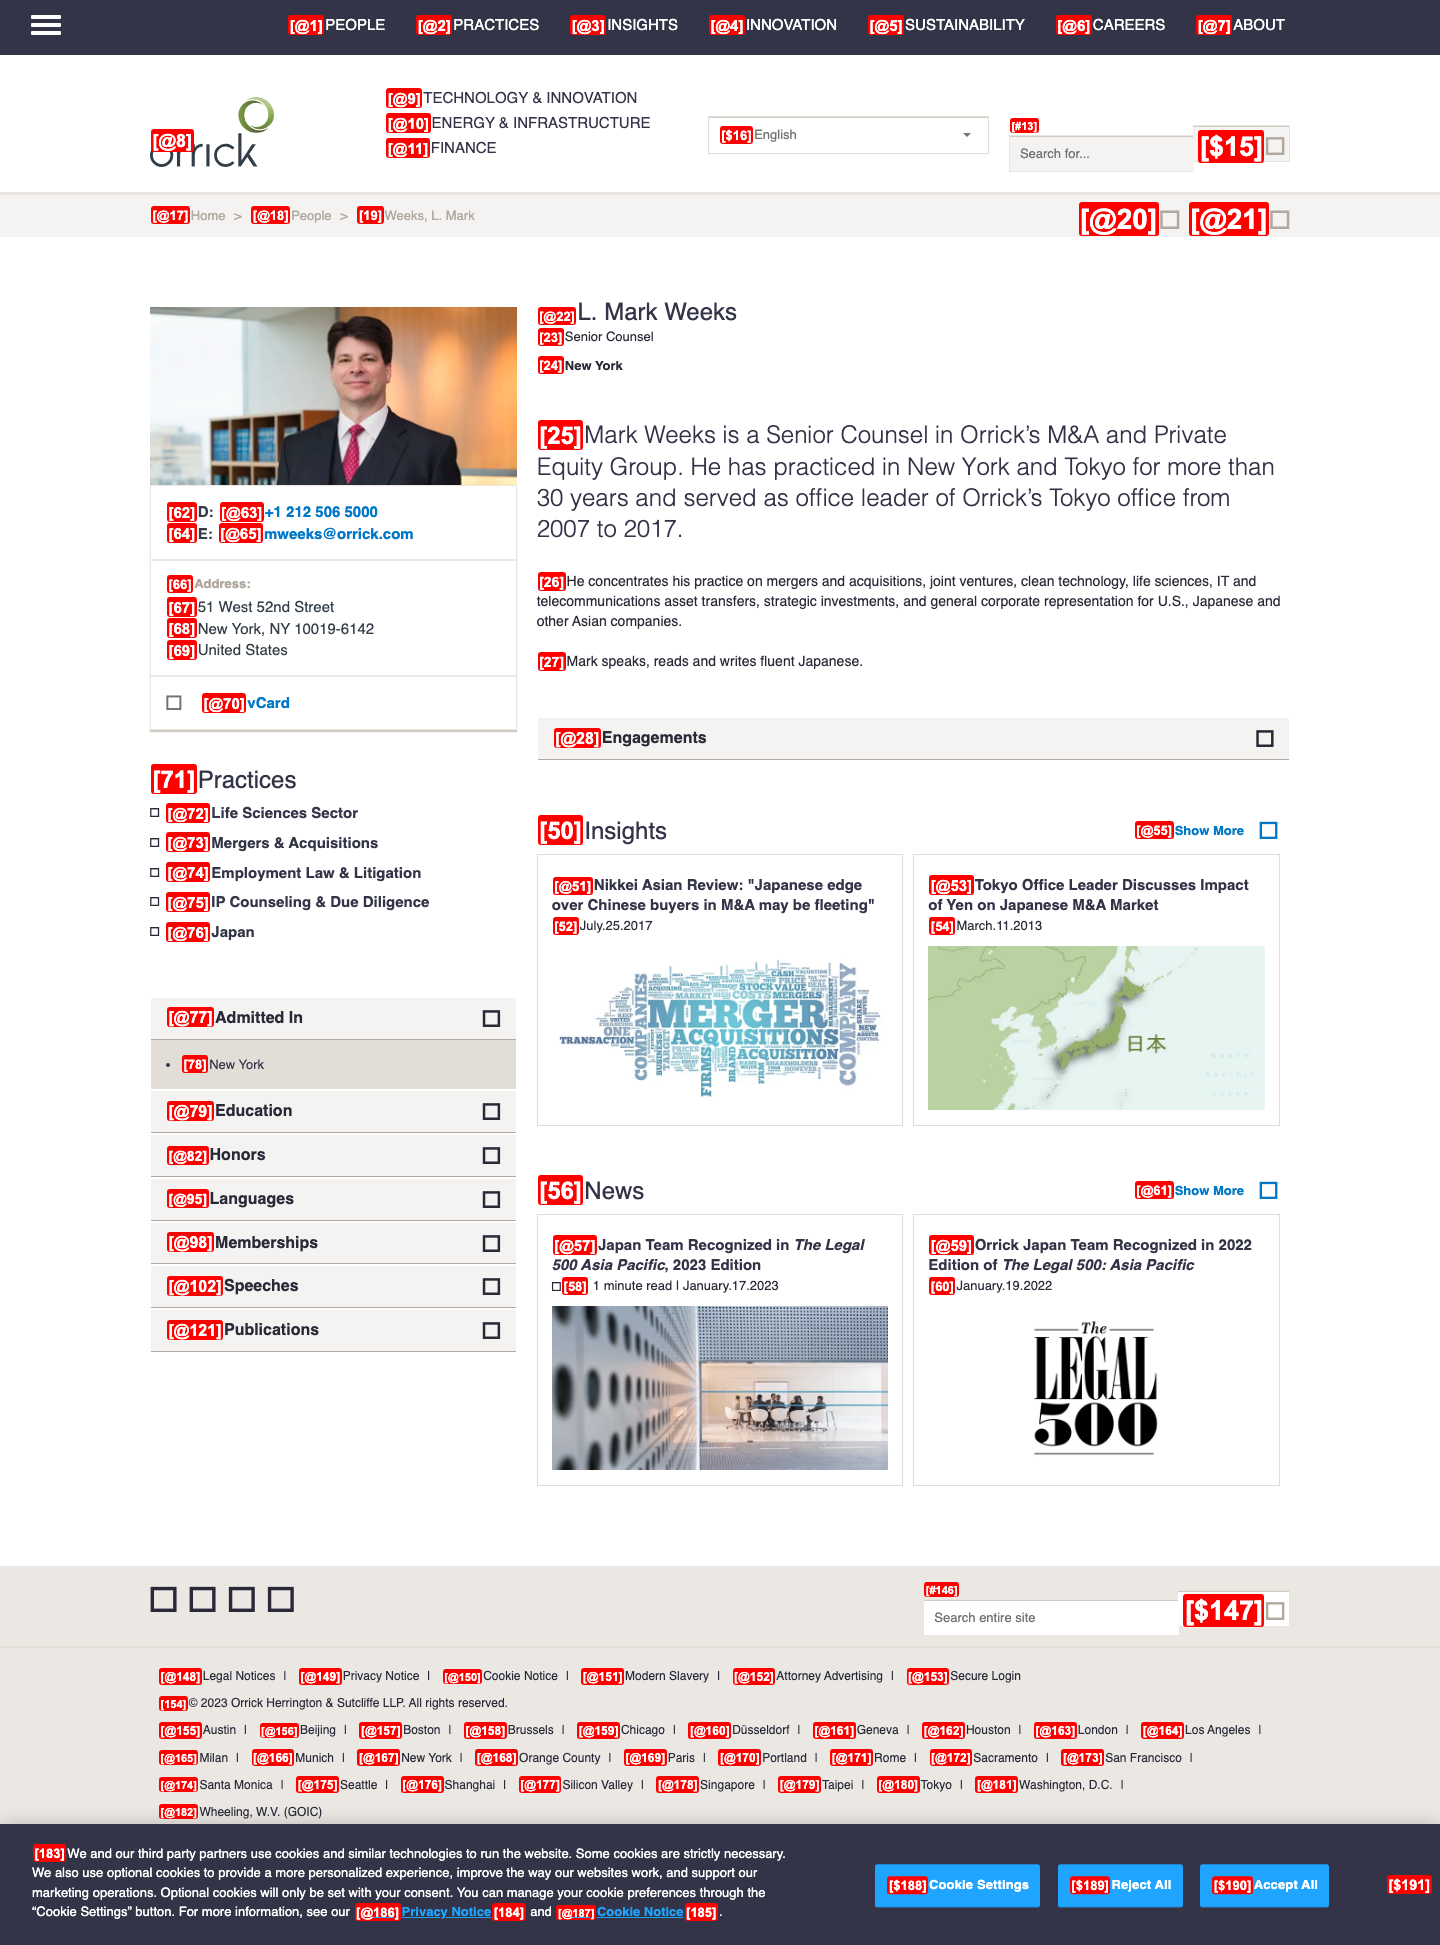 [@1]PEOPLE [@2]PRACTICES [@3]INSIGHTS [@4]INNOVATION [@5]SUSTAINABILITY [@6]CAREERS [@7]ABOUT
[@8]
orrick
[@9]TECHNOLOGY & INNOVATION
[@10]ENERGY & INFRASTRUCTURE
[@11]FINANCE
[$16]English
[#13]
Search for...
[$15]
[@17]Home > [@18]People > [19]Weeks, L. Mark
[@20] [@21]
[@22]L. Mark Weeks
[23]Senior Counsel
[24]New York
[25]Mark Weeks is a Senior Counsel in Orrick's M&A and Private
Equity Group. He has practiced in New York and Tokyo for more than
30 years and served as office leader of Orrick's Tokyo office from
2007 to 2017.
[26]He concentrates his practice on mergers and acquisitions, joint ventures, clean technology, life sciences, IT and
telecommunications asset transfers, strategic investments, and general corporate representation for U.S., Japanese and
other Asian companies.
[27]Mark speaks, reads and writes fluent Japanese.
[@28]Engagements
[62]D: [@63]+1 212 506 5000
[64]E: [@65]mweeks@orrick.com
[66]Address:
[67]51 West 52nd Street
[68]New York, NY 10019-6142
[69]United States
[@70]vCard
[71]Practices
[@72]Life Sciences Sector
[@73]Mergers & Acquisitions
[@74]Employment Law & Litigation
[@75]IP Counseling & Due Diligence
[@76]Japan
[@77]Admitted In
• [78]New York
[@79]Education
[@82]Honors
[@95]Languages
[@98]Memberships
[@102]Speeches
[@121]Publications
[50]Insights
[@55]Show More
[@51]Nikkei Asian Review: "Japanese edge
over Chinese buyers in M&A may be fleeting"
[52]July.25.2017
CASH VALUATION
PRICE
STOCK VALUE
MARKET COSTS MERGERS
COMPANIES
MERGER
ACQUISITIONS
ACQUISITION
COMPANY
ONE
TRANSACTION
BUSINESS
TARGET
FIRMS
BRAND
FIRM
SHAREHOLDERS
HOWEVER
NEW
ASSETS
CONTROL
[@53]Tokyo Office Leader Discusses Impact
of Yen on Japanese M&A Market
[54]March.11.2013
日本
[56]News
[@61]Show More
[@57]Japan Team Recognized in The Legal
500 Asia Pacific, 2023 Edition
[58] 1 minute read | January.17.2023
[@59]Orrick Japan Team Recognized in 2022
Edition of The Legal 500: Asia Pacific
[60]January.19.2022
The
LEGAL
500
[#146]
Search entire site
[$147]
[@148]Legal Notices | [@149]Privacy Notice | [@150]Cookie Notice | [@151]Modern Slavery | [@152]Attorney Advertising | [@153]Secure Login
[154]© 2023 Orrick Herrington & Sutcliffe LLP. All rights reserved.
[@155]Austin | [@156]Beijing | [@157]Boston | [@158]Brussels | [@159]Chicago | [@160]Düsseldorf | [@161]Geneva | [@162]Houston | [@163]London | [@164]Los Angeles |
[@165]Milan | [@166]Munich | [@167]New York | [@168]Orange County | [@169]Paris | [@170]Portland | [@171]Rome | [@172]Sacramento | [@173]San Francisco |
[@174]Santa Monica | [@175]Seattle | [@176]Shanghai | [@177]Silicon Valley | [@178]Singapore | [@179]Taipei | [@180]Tokyo | [@181]Washington, D.C. |
[@182]Wheeling, W.V. (GOIC)
[183]We and our third party partners use cookies and similar technologies to run the website. Some cookies are strictly necessary.
We also use optional cookies to provide a more personalized experience, improve the way our websites work, and support our
marketing operations. Optional cookies will only be set with your consent. You can manage your cookie preferences through the
“Cookie Settings” button. For more information, see our [@186]Privacy Notice[184] and [@187]Cookie Notice[185].
[$188]Cookie Settings [$189]Reject All [$190]Accept All [$191]